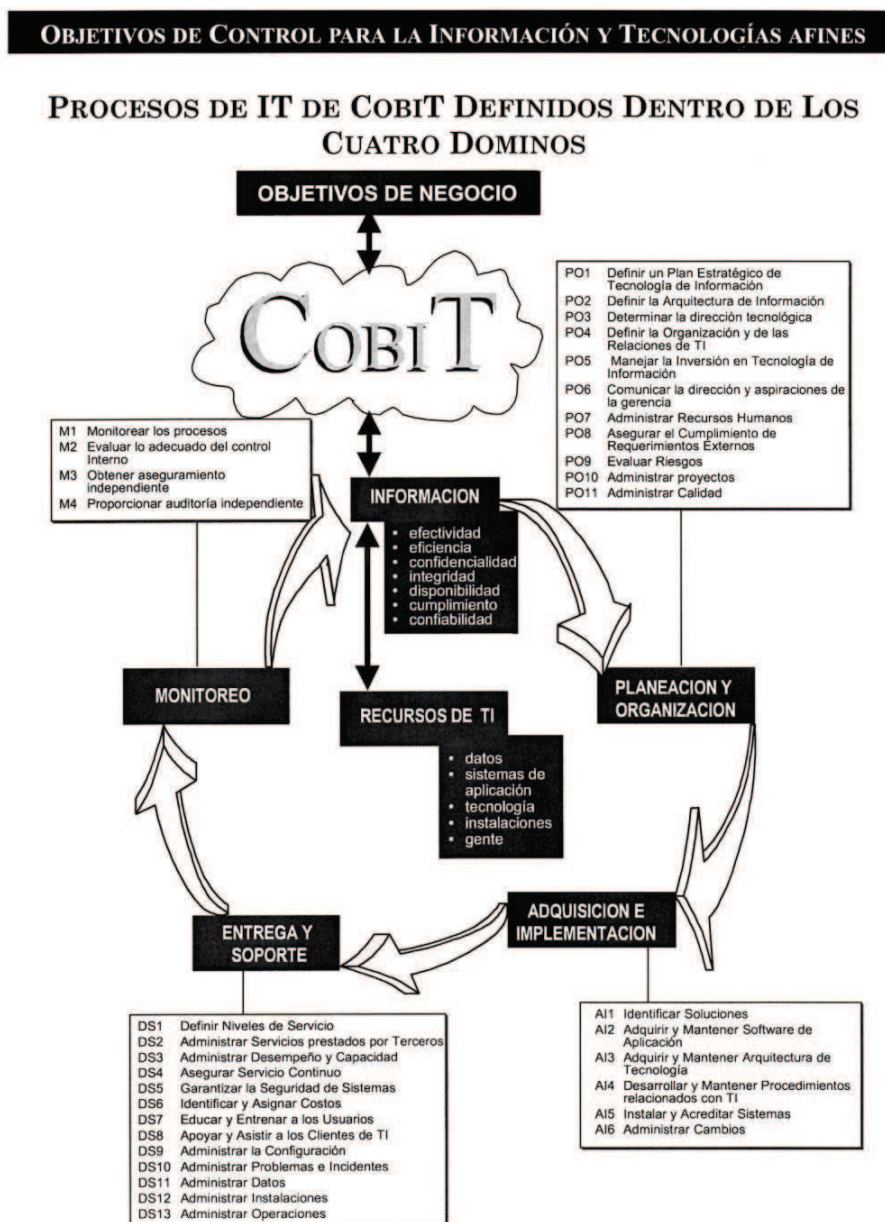 OBJETIVOS DE CONTROL PARA LA INFORMACIÓN Y TECNOLOGÍAS AFINES
PROCESOS DE IT DE COBIT DEFINIDOS DENTRO DE LOS
CUATRO DOMINOS
OBJETIVOS DE NEGOCIO
COBIT
PO1 Definir un Plan Estratégico de
Tecnología de Información
PO2 Definir la Arquitectura de Información
PO3 Determinar la dirección tecnológica
PO4 Definir la Organización y de las
Relaciones de TI
PO5 Manejar la Inversión en Tecnología de
Información
PO6 Comunicar la dirección y aspiraciones de
la gerencia
PO7 Administrar Recursos Humanos
PO8 Asegurar el Cumplimiento de
Requerimientos Externos
PO9 Evaluar Riesgos
PO10 Administrar proyectos
PO11 Administrar Calidad
M1 Monitorear los procesos
M2 Evaluar lo adecuado del control
Interno
M3 Obtener aseguramiento
independiente
M4 Proporcionar auditoría independiente
INFORMACION
• efectividad
• eficiencia
• confidencialidad
• integridad
• disponibilidad
• cumplimiento
• confiabilidad
MONITOREO
PLANEACION Y
ORGANIZACION
RECURSOS DE TI
• datos
• sistemas de
aplicación
• tecnología
• instalaciones
• gente
ENTREGA Y
SOPORTE
ADQUISICION E
IMPLEMENTACION
DS1 Definir Niveles de Servicio
DS2 Administrar Servicios prestados por Terceros
DS3 Administrar Desempeño y Capacidad
DS4 Asegurar Servicio Continuo
DS5 Garantizar la Seguridad de Sistemas
DS6 Identificar y Asignar Costos
DS7 Educar y Entrenar a los Usuarios
DS8 Apoyar y Asistir a los Clientes de TI
DS9 Administrar la Configuración
DS10 Administrar Problemas e Incidentes
DS11 Administrar Datos
DS12 Administrar Instalaciones
DS13 Administrar Operaciones
AI1 Identificar Soluciones
AI2 Adquirir y Mantener Software de
Aplicación
AI3 Adquirir y Mantener Arquitectura de
Tecnología
AI4 Desarrollar y Mantener Procedimientos
relacionados con TI
AI5 Instalar y Acreditar Sistemas
AI6 Administrar Cambios